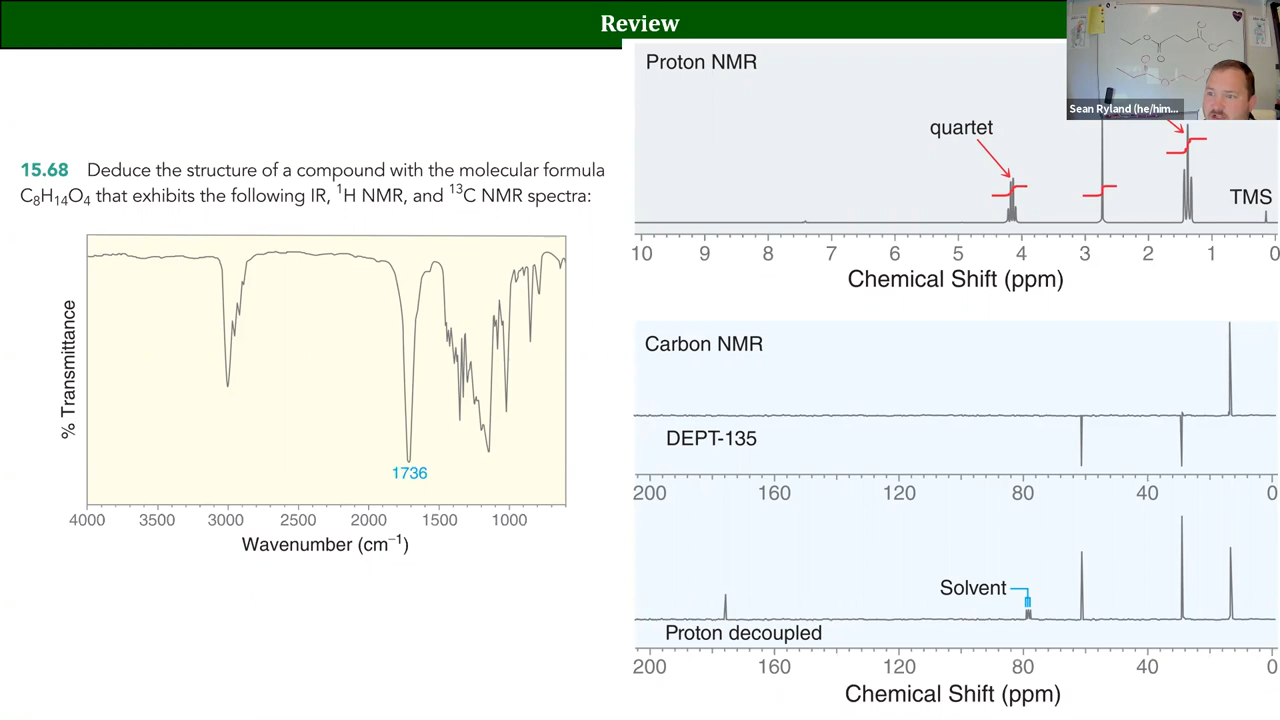 Review
Sean Ryland (he/him...
15.68 Deduce the structure of a compound with the molecular formula
C₈H₁₄O₄ that exhibits the following IR, ¹H NMR, and ¹³C NMR spectra:
% Transmittance
1736
4000 3500 3000 2500 2000 1500 1000
Wavenumber (cm⁻¹)
Proton NMR
quartet
TMS
10 9 8 7 6 5 4 3 2 1 0
Chemical Shift (ppm)
Carbon NMR
DEPT-135
200 160 120 80 40 0
Solvent
Proton decoupled
200 160 120 80 40 0
Chemical Shift (ppm)